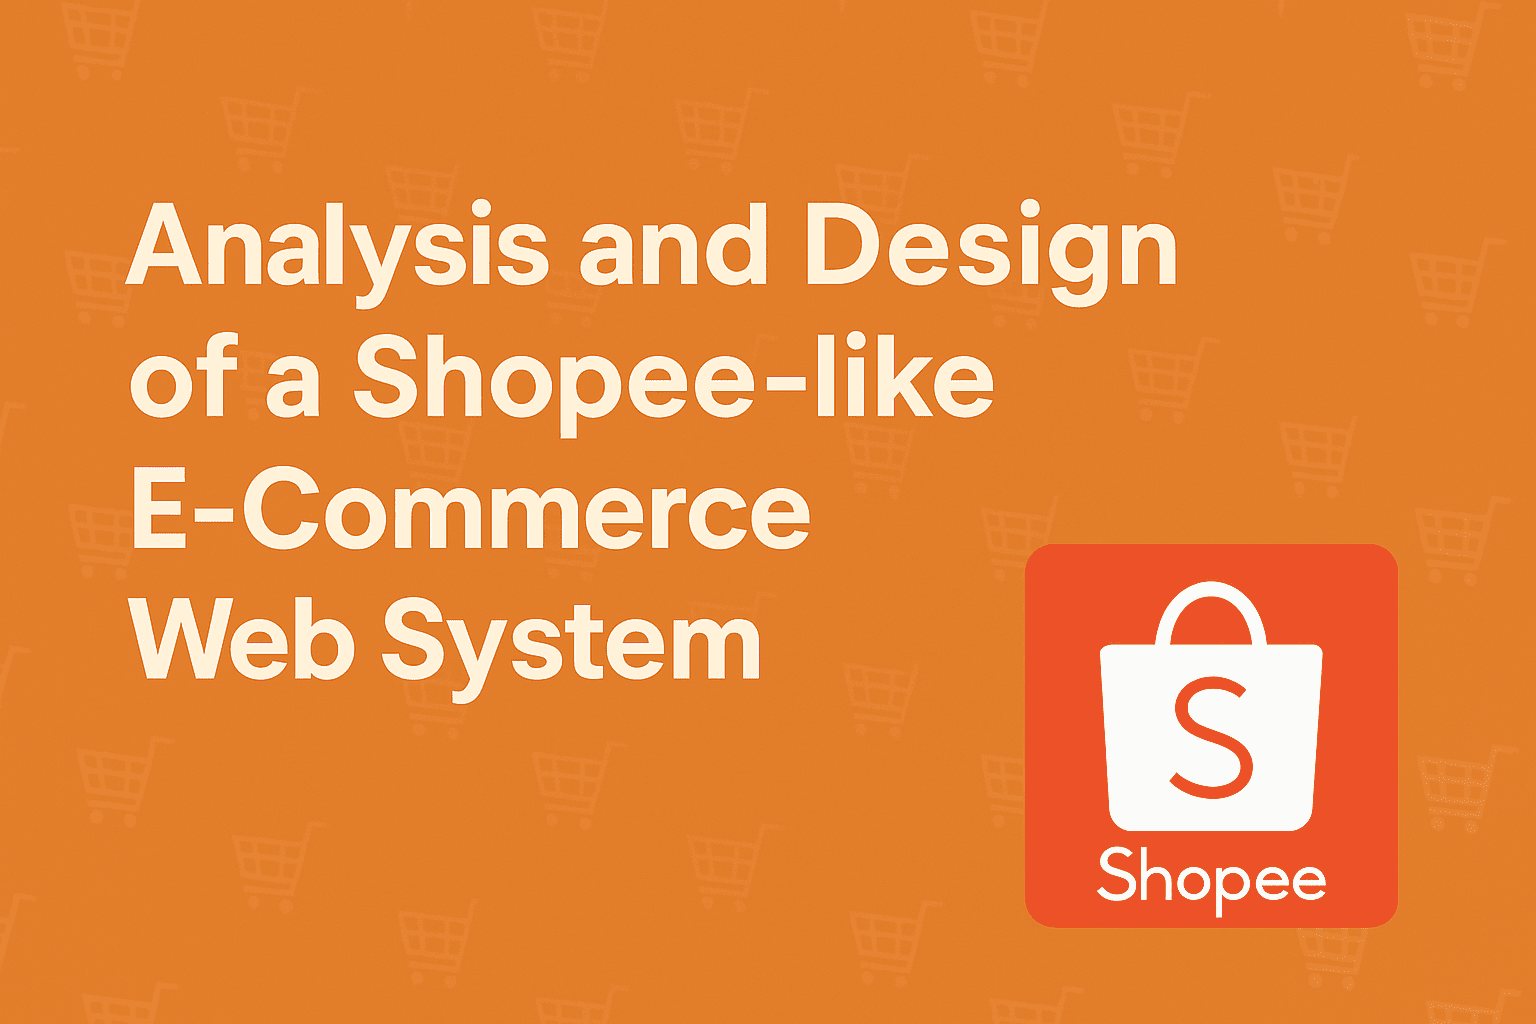 Analysis and Design
of a Shopee-like
E-Commerce
Web System
S
Shopee